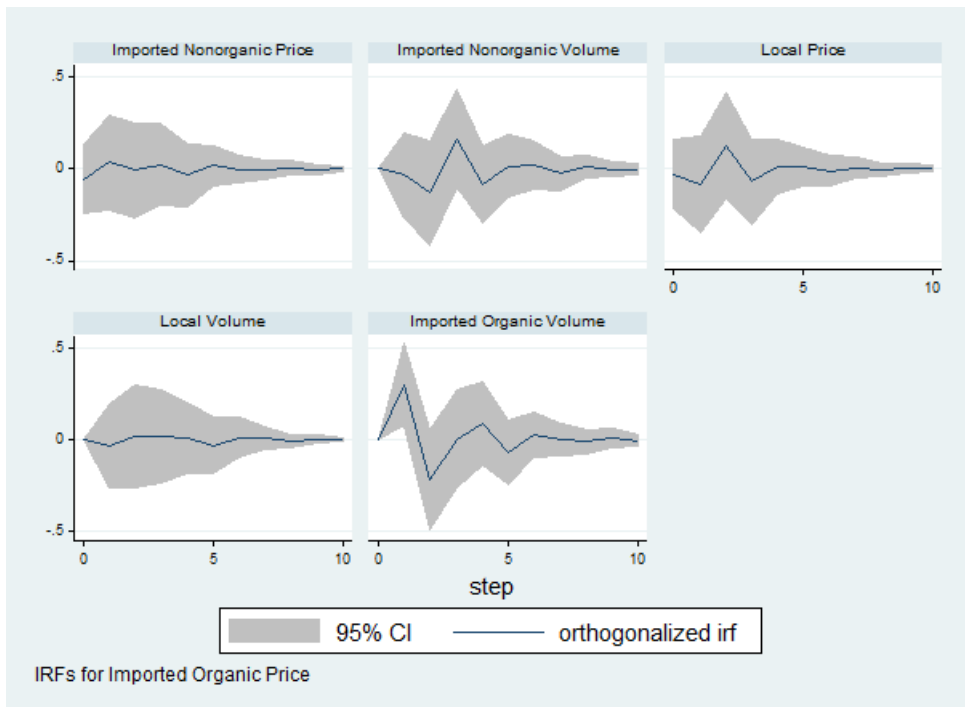 Imported Nonorganic Price
Imported Nonorganic Volume
Local Price
.5
0
-.5
0
5
10
Local Volume
Imported Organic Volume
.5
0
-.5
0
5
10
0
5
10
step
95% CI
orthogonalized irf
IRFs for Imported Organic Price